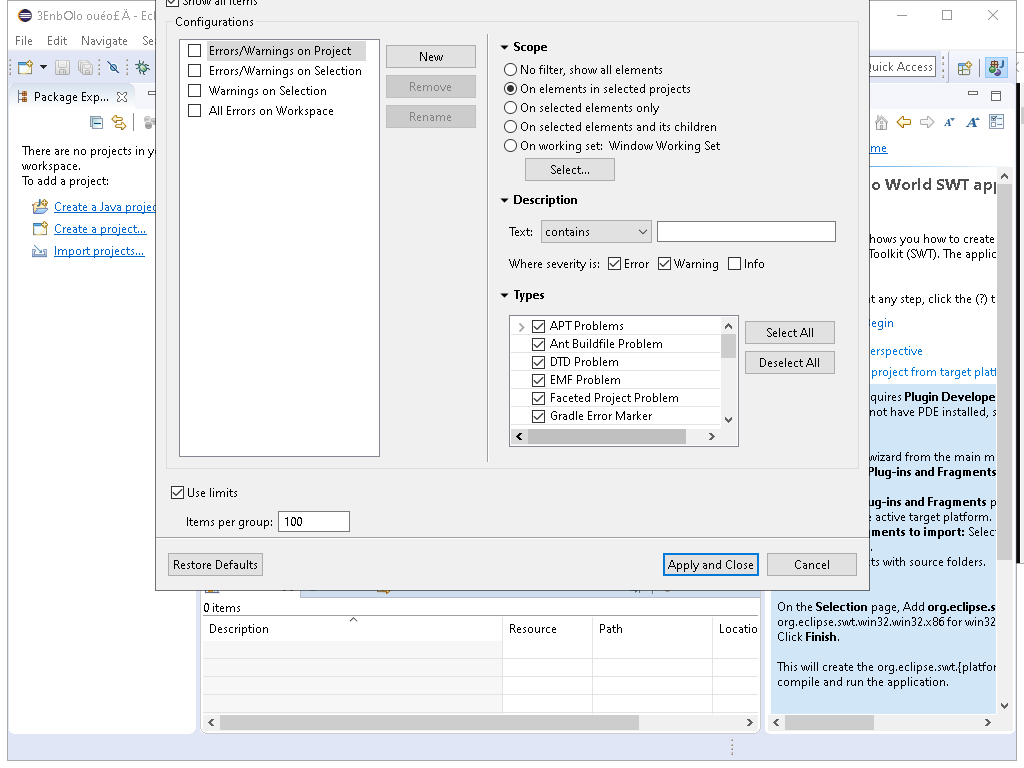 3EnbOlo ouéo£Ä - Ecl
Show all items
Configurations
File Edit Navigate Se
Quick Access
Package Exp...
There are no projects in y
workspace.
To add a project:
Create a Java projec
Create a project...
Import projects...
Errors/Warnings on Project
Errors/Warnings on Selection
Warnings on Selection
All Errors on Workspace
New
Remove
Rename
Scope
No filter, show all elements
On elements in selected projects
On selected elements only
On selected elements and its children
On working set: Window Working Set
Select...
Description
Text: contains
Where severity is: Error Warning Info
Types
APT Problems
Ant Buildfile Problem
DTD Problem
EMF Problem
Faceted Project Problem
Gradle Error Marker
Select All
Deselect All
Use limits
Items per group: 100
Restore Defaults
Apply and Close
Cancel
0 items
Description Resource Path Locatio
me
o World SWT app
hows you how to create
Toolkit (SWT). The applic
t any step, click the (?) t
egin
erspective
project from target platf
quires Plugin Develope
not have PDE installed, s
wizard from the main m
Plug-ins and Fragments
ug-ins and Fragments p
e active target platform.
ments to import: Selec
ts with source folders.
On the Selection page, Add org.eclipse.s
org.eclipse.swt.win32.win32.x86 for win32
Click Finish.
This will create the org.eclipse.swt.{platfor
compile and run the application.